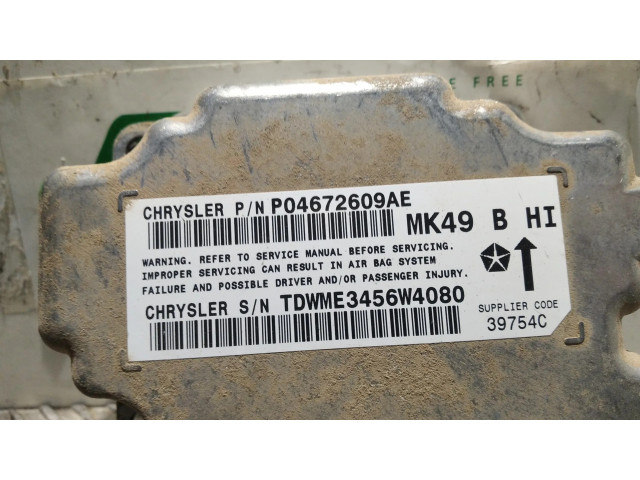 FREE
CHRYSLER P/N P04672609AE
MK49 B HI
WARNING. REFER TO SERVICE MANUAL BEFORE SERVICING.
IMPROPER SERVICING CAN RESULT IN AIR BAG SYSTEM
FAILURE AND POSSIBLE DRIVER AND/OR PASSENGER INJURY.
CHRYSLER S/N TDWME3456W4080
SUPPLIER CODE
39754C